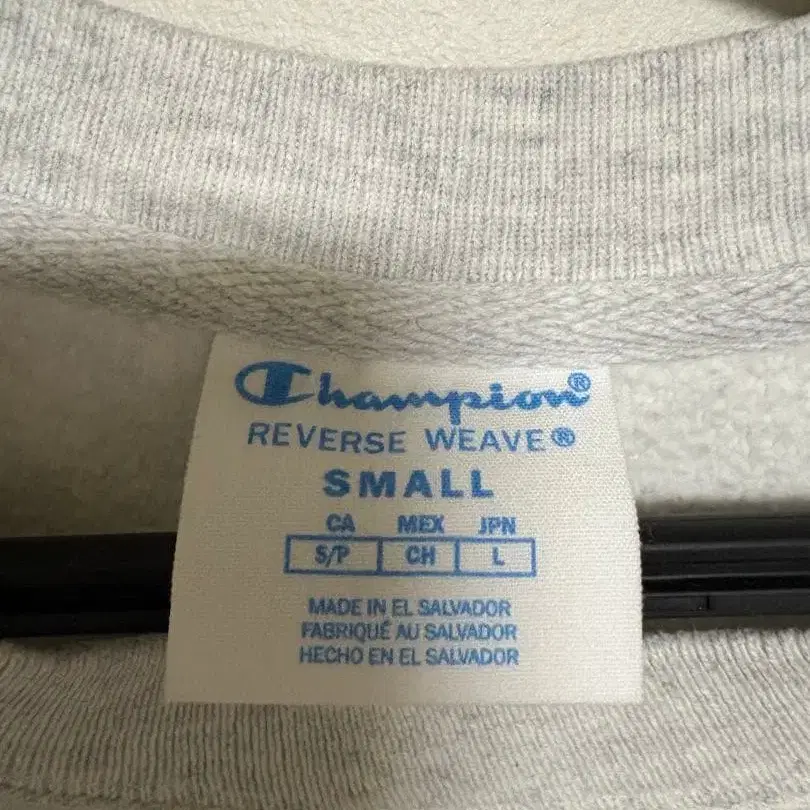 Champion®
REVERSE WEAVE®
SMALL
CA MEX JPN
S/P CH L
MADE IN EL SALVADOR
FABRIQUÉ AU SALVADOR
HECHO EN EL SALVADOR